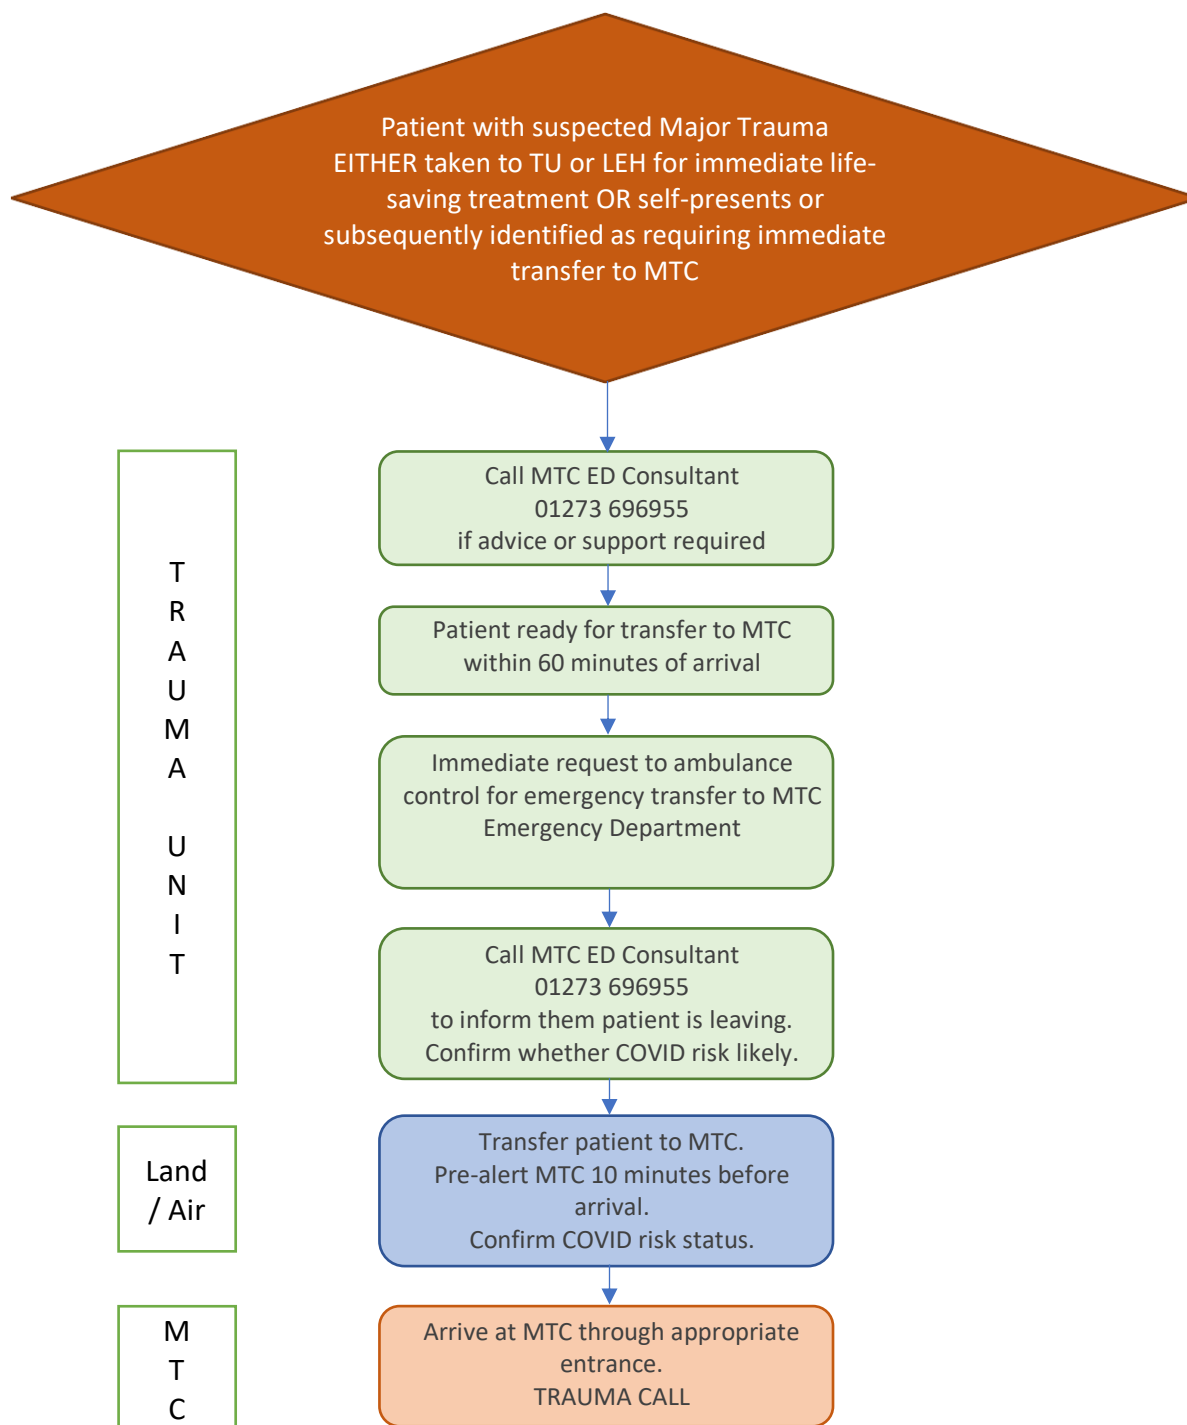 Patient with suspected Major Trauma
EITHER taken to TU or LEH for immediate life-
saving treatment OR self-presents or
subsequently identified as requiring immediate
transfer to MTC
TRAUMA UNIT
Call MTC ED Consultant
01273 696955
if advice or support required
Patient ready for transfer to MTC
within 60 minutes of arrival
Immediate request to ambulance
control for emergency transfer to MTC
Emergency Department
Call MTC ED Consultant
01273 696955
to inform them patient is leaving.
Confirm whether COVID risk likely.
Land
/ Air
Transfer patient to MTC.
Pre-alert MTC 10 minutes before
arrival.
Confirm COVID risk status.
MTC
Arrive at MTC through appropriate
entrance.
TRAUMA CALL